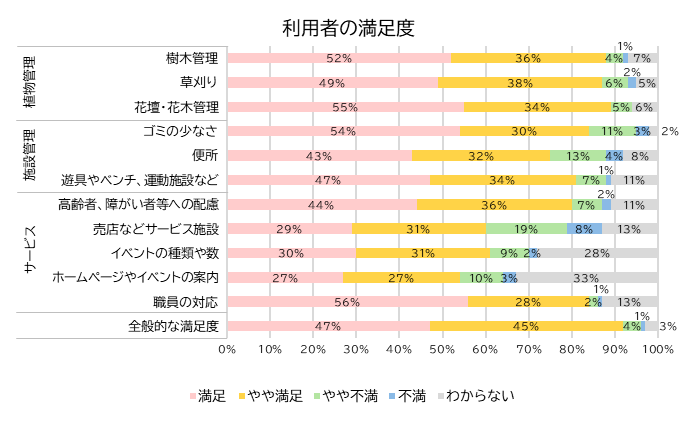 利用者の満足度
植物管理
樹木管理 52% 36% 4% 1% 7%
草刈り 49% 38% 6% 2% 5%
花壇・花木管理 55% 34% 5% 6%
施設管理
ゴミの少なさ 54% 30% 11% 3% 2%
便所 43% 32% 13% 4% 8%
遊具やベンチ、運動施設など 47% 34% 7% 1% 11%
サービス
高齢者、障がい者等への配慮 44% 36% 7% 2% 11%
売店などサービス施設 29% 31% 19% 8% 13%
イベントの種類や数 30% 31% 9% 2% 28%
ホームページやイベントの案内 27% 27% 10% 3% 33%
職員の対応 56% 28% 2% 1% 13%
全般的な満足度 47% 45% 4% 1% 3%
0% 10% 20% 30% 40% 50% 60% 70% 80% 90% 100%
満足 やや満足 やや不満 不満 わからない